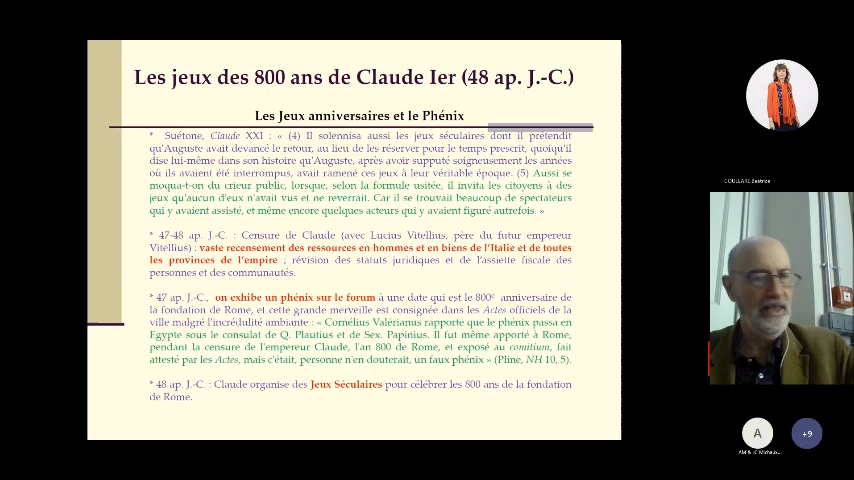 Les jeux des 800 ans de Claude Ier (48 ap. J.-C.)
Les Jeux anniversaires et le Phénix
* Suétone, Claude XXI : « (4) Il solennisa aussi les jeux séculaires dont il prétendit
qu'Auguste avait devancé le retour, au lieu de les réserver pour le temps prescrit, quoiqu'il
dise lui-même dans son histoire qu'Auguste, après avoir supputé soigneusement les années
où ils avaient été interrompus, avait ramené ces jeux à leur véritable époque. (5) Aussi se
moqua-t-on du crieur public, lorsque, selon la formule usitée, il invita les citoyens à des
jeux qu'aucun d'eux n'avait vus et ne reverrait. Car il se trouvait beaucoup de spectateurs
qui y avaient assisté, et même encore quelques acteurs qui y avaient figuré autrefois. »
* 47-48 ap. J.-C. : Censure de Claude (avec Lucius Vitellius, père du futur empereur
Vitellius) : vaste recensement des ressources en hommes et en biens de l'Italie et de toutes
les provinces de l'empire ; révision des statuts juridiques et de l'assiette fiscale des
personnes et des communautés.
* 47 ap. J.-C., on exhibe un phénix sur le forum à une date qui est le 800e anniversaire de
la fondation de Rome, et cette grande merveille est consignée dans les Actes officiels de la
ville malgré l'incrédulité ambiante : « Cornélius Valérianus rapporte que le phénix passa en
Egypte sous le consulat de Q. Plautius et de Sex. Papinius. Il fut même apporté à Rome,
pendant la censure de l'empereur Claude, l'an 800 de Rome, et exposé au comitium, fait
attesté par les Actes, mais c'était, personne n'en douterait, un faux phénix » (Pline, NH 10, 5).
* 48 ap. J.-C. : Claude organise des Jeux Séculaires pour célébrer les 800 ans de la fondation
de Rome.
A
+9